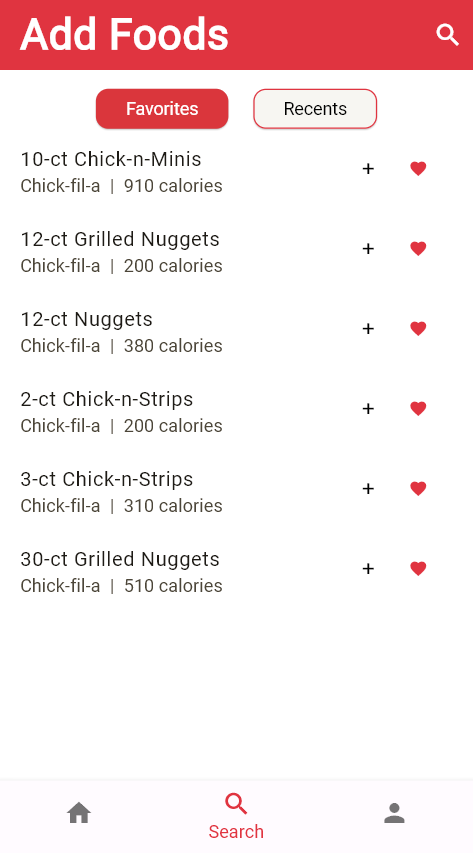 Add Foods
Favorites
Recents
10-ct Chick-n-Minis
Chick-fil-a | 910 calories
12-ct Grilled Nuggets
Chick-fil-a | 200 calories
12-ct Nuggets
Chick-fil-a | 380 calories
2-ct Chick-n-Strips
Chick-fil-a | 200 calories
3-ct Chick-n-Strips
Chick-fil-a | 310 calories
30-ct Grilled Nuggets
Chick-fil-a | 510 calories
Search